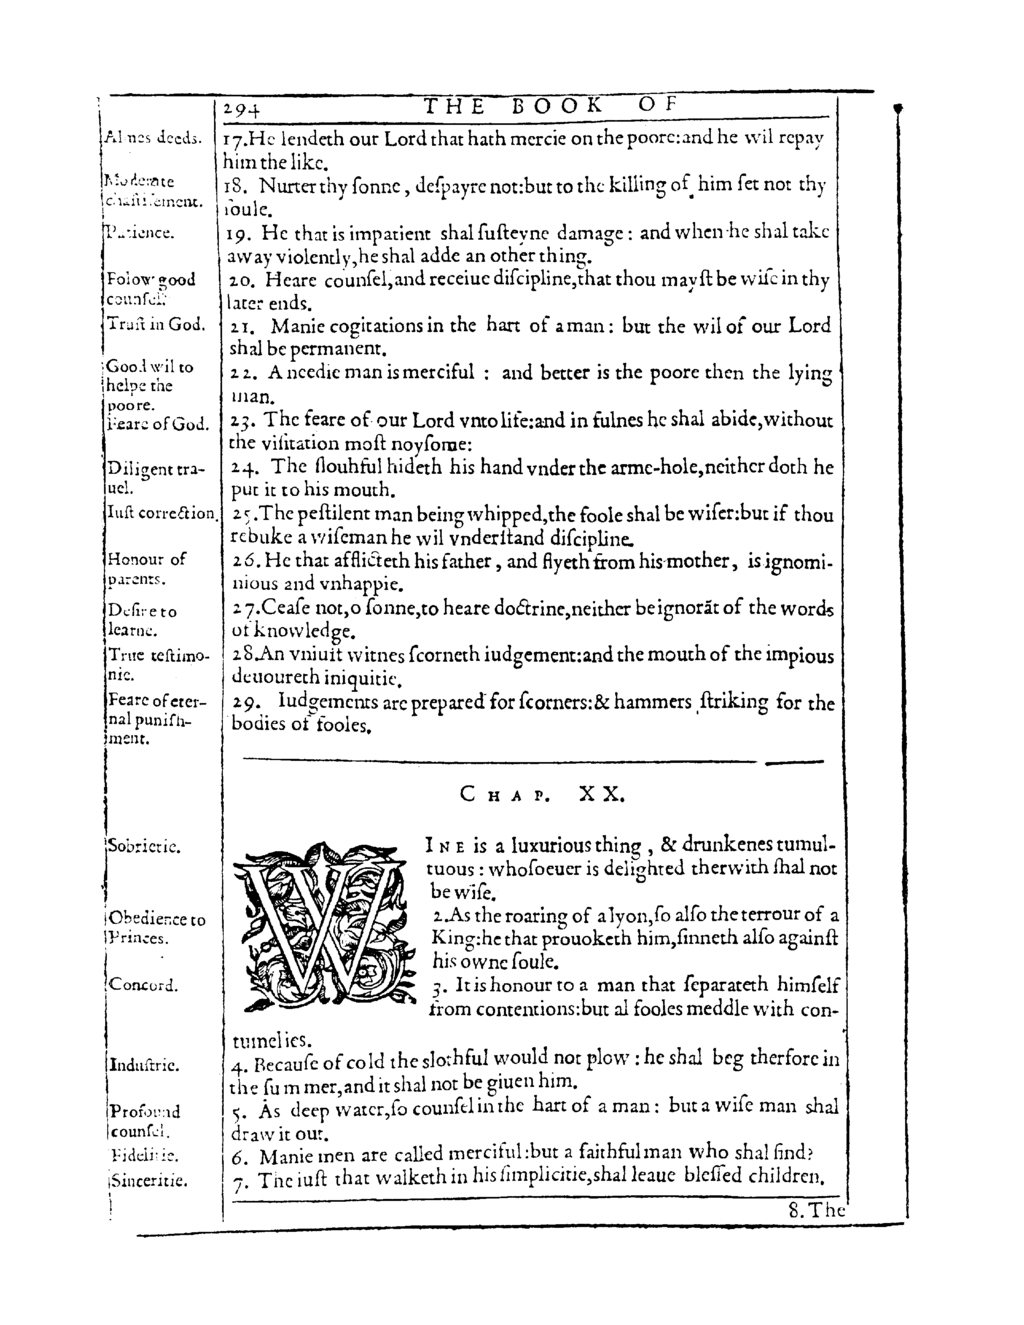 294 THE BOOK OF
Almes deeds.
17.He lendeth our Lord that hath mercie on the poore:and he wil repay
him the like.
Moderate
chastisement.
18. Nurter thy ſonne, deſpayre not:but to the killing of him ſet not thy
ſoule.
Patience.
19. He that is impatient shal ſuſteyne damage: and when he shal take
away violently,he shal adde an other thing.
Folow good
counſel.
20. Heare counſel,and receiue diſcipline,that thou mayſt be wiſe in thy
later ends.
Truſt in God.
21. Manie cogitations in the hart of a man: but the wil of our Lord
shal be permanent.
Good wil to
helpe the
poore.
22. A needie man is merciful : and better is the poore then the lying
man.
Feare of God.
23. The feare of our Lord vnto life:and in fulnes he shal abide,without
the viſitation moſt noyſome:
Diligent tra-
uel.
24. The ſlouhful hideth his hand vnder the arme-hole,neither doth he
put it to his mouth.
Iuſt correction.
25.The peſtilent man being whipped,the foole shal be wiſer:but if thou
rebuke a wiſeman he wil vnderſtand diſcipline.
Honour of
parents.
26.He that afflicteth his father, and flyeth from his mother, is ignomi-
nious and vnhappie.
Deſire to
learne.
27.Ceaſe not,o ſonne,to heare doctrine,neither be ignorãt of the words
of knowledge.
True teſtimo-
nie.
28.An vniuſt witnes ſcorneth iudgement:and the mouth of the impious
deuoureth iniquitie.
Feare of eter-
nal puniſh-
ment.
29. Iudgements are prepared for ſcorners:& hammers ſtriking for the
bodies of fooles.
CHAP. XX.
Sobrietie.
WINE is a luxurious thing, & drunkenes tumul-
tuous : whoſoeuer is delighted therwith ſhal not
be wiſe.
Obedience to
Princes.
2.As the roaring of a lyon,ſo alſo the terrour of a
King:he that prouoketh him,ſinneth alſo againſt
his owne ſoule.
Concord.
3. It is honour to a man that ſeparateth himſelf
from contentions:but al fooles meddle with con-
tumelies.
Induſtrie.
4. Becauſe of cold the slothful would not plow : he shal beg therfore in
the ſummer,and it shal not be giuen him.
Profound
counſel.
5. As deep water,ſo counſel in the hart of a man: but a wiſe man shal
draw it out.
Fidelitie.
6. Manie men are called merciful:but a faithful man who shal find?
Sinceritie.
7. The iuſt that walketh in his ſimplicitie,shal leaue bleſſed children.
8.The